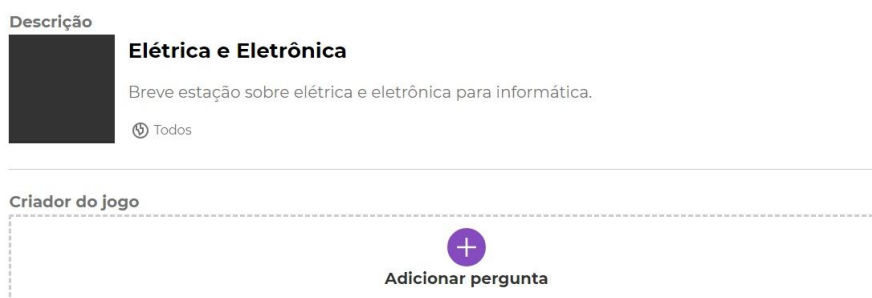 Descrição
Elétrica e Eletrônica
Breve estação sobre elétrica e eletrônica para informática.
Todos
Criador do jogo
Adicionar pergunta